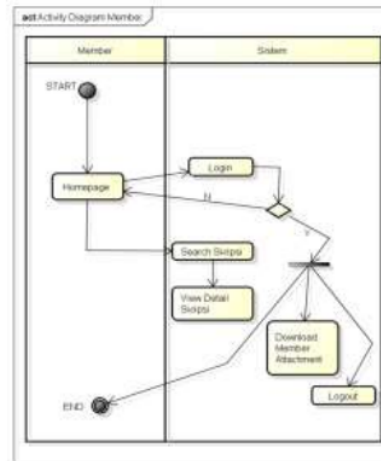 act Activity Diagram Member
Member
Sistem
START
Login
Homepage
N
Y
Search Skripsi
View Detail
Skripsi
Download
Member
Attachment
END
Logout